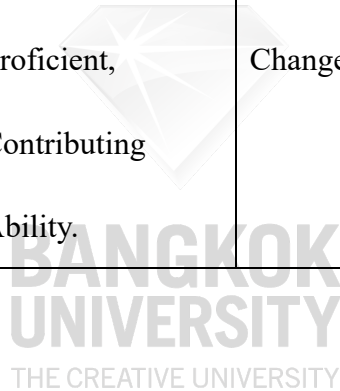 roficient,
Change
Contributing
Ability.
BANGKOK
UNIVERSITY
THE CREATIVE UNIVERSITY